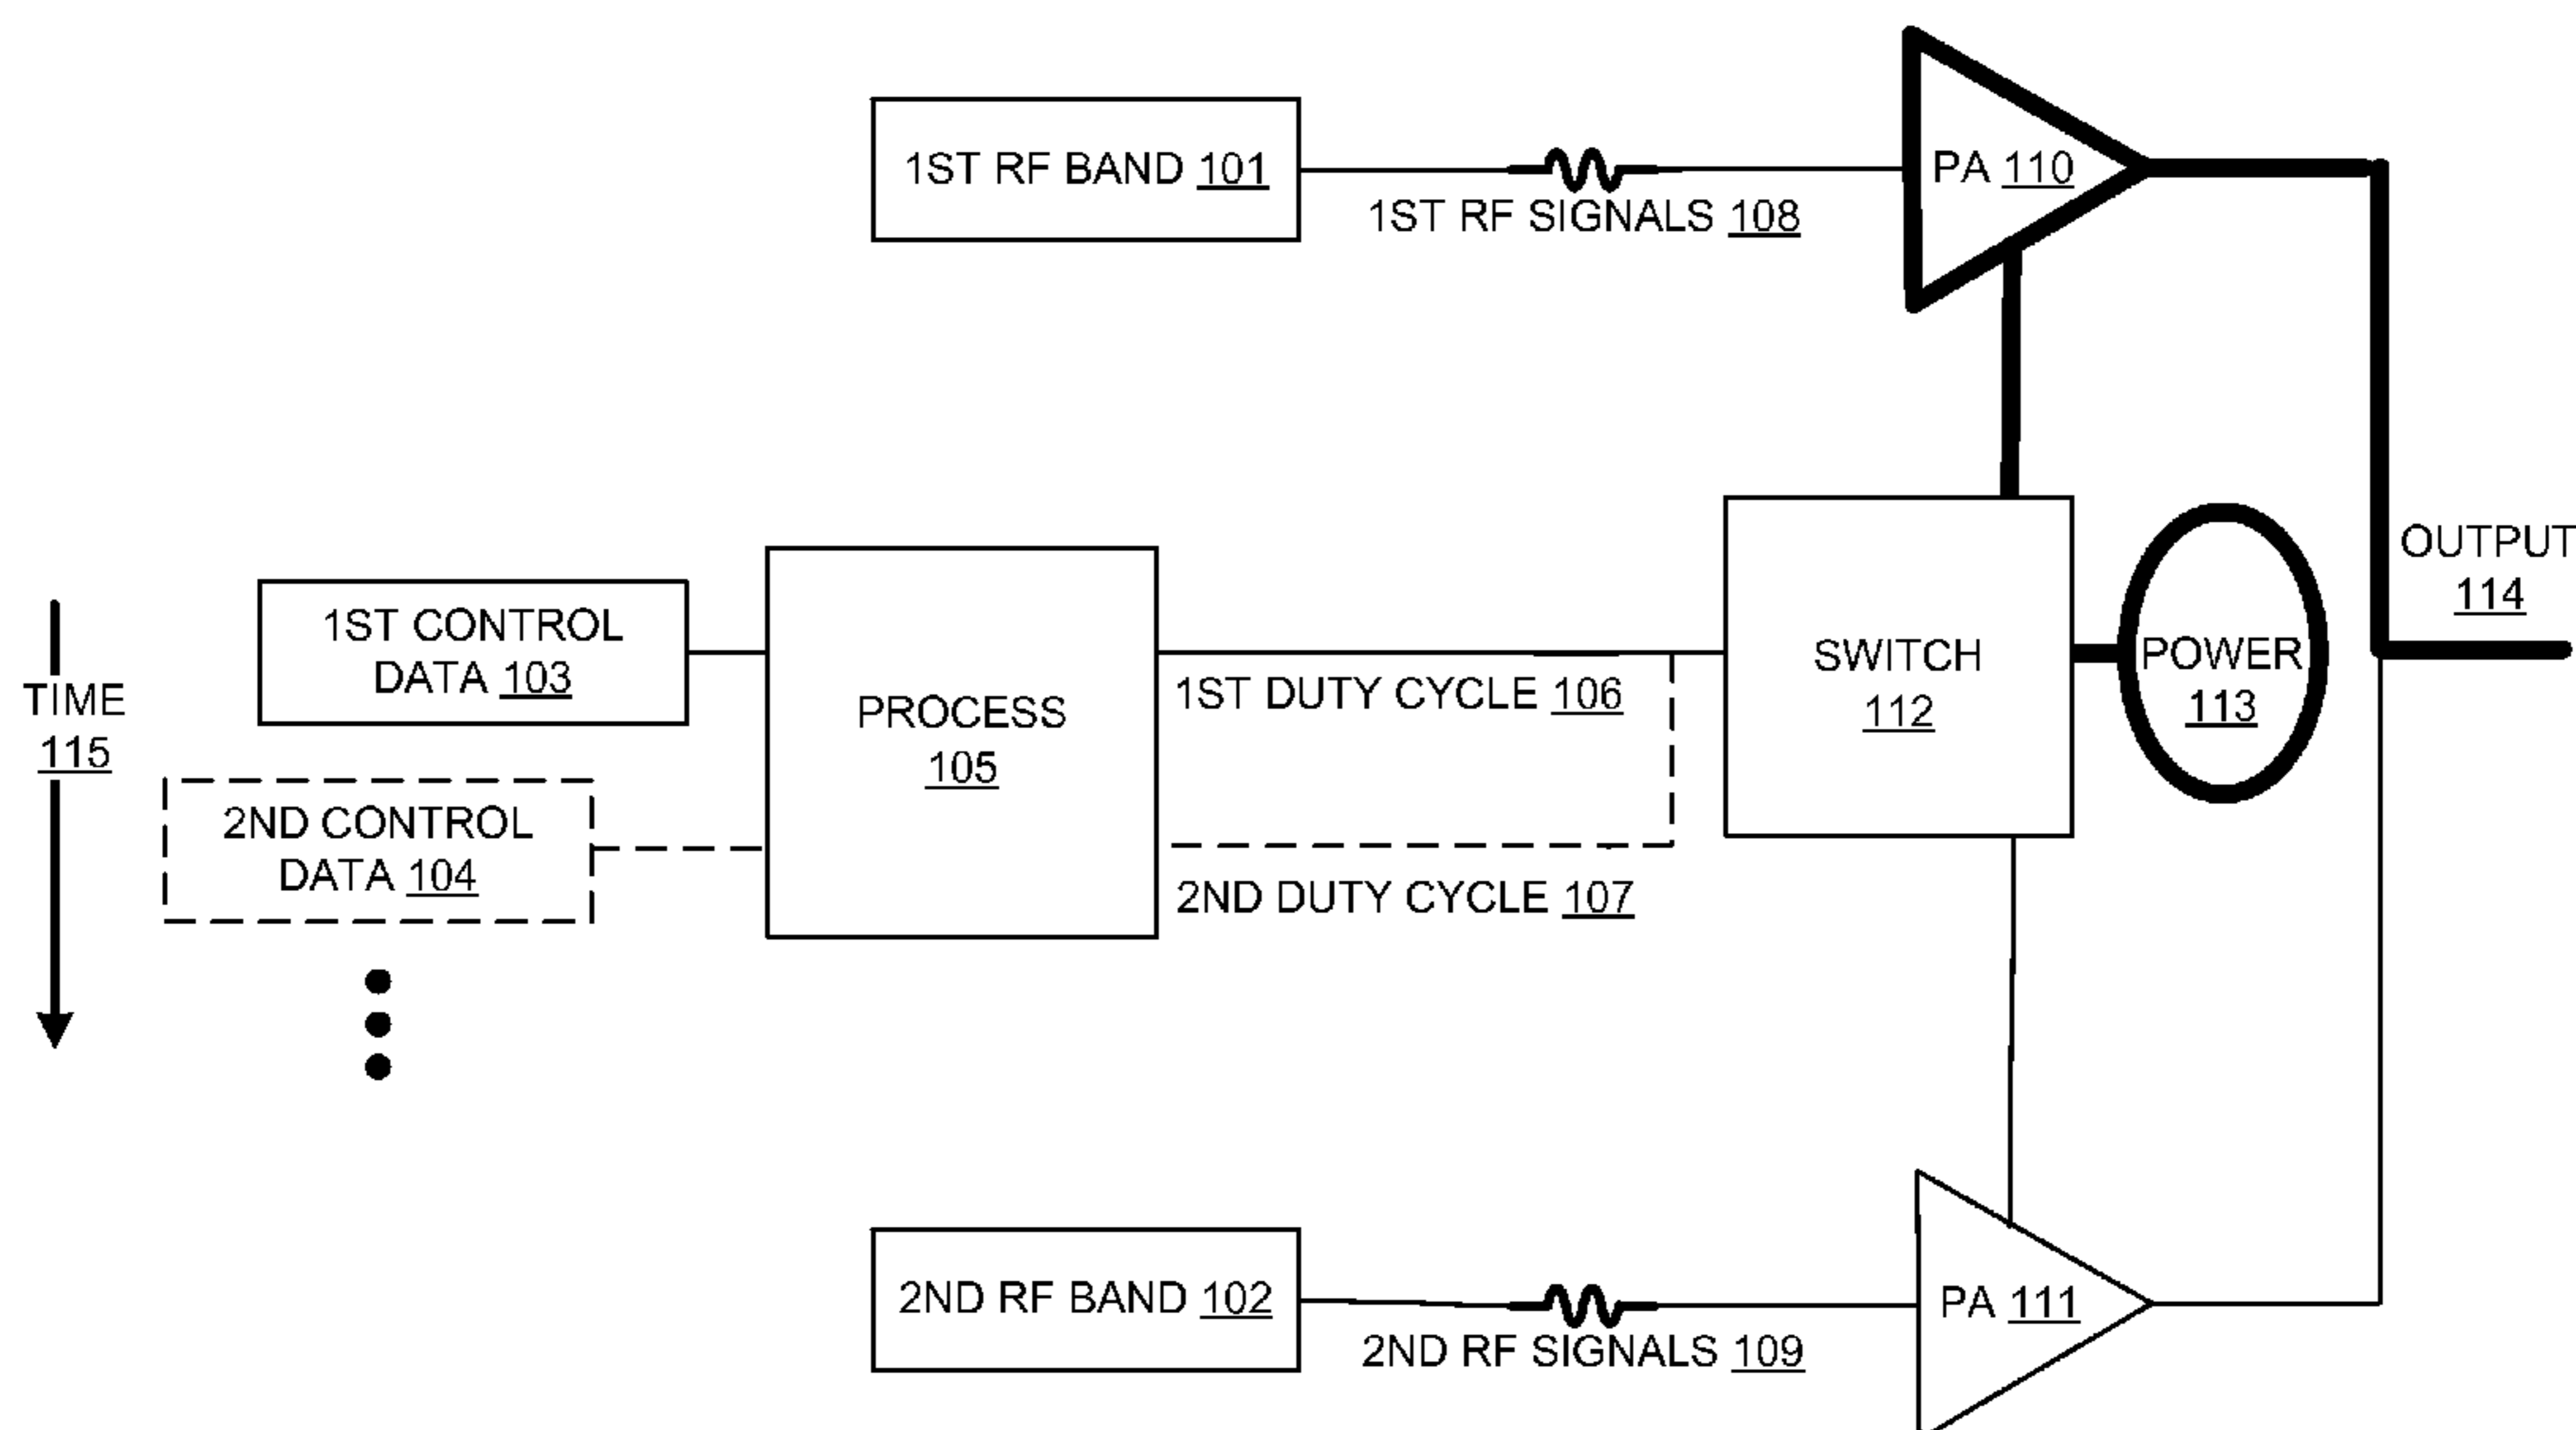 1ST RF BAND 101
1ST RF SIGNALS 108
PA 110
OUTPUT
114
1ST CONTROL
DATA 103
TIME
115
PROCESS
105
1ST DUTY CYCLE 106
SWITCH
112
POWER
113
2ND CONTROL
DATA 104
2ND DUTY CYCLE 107
2ND RF BAND 102
2ND RF SIGNALS 109
PA 111